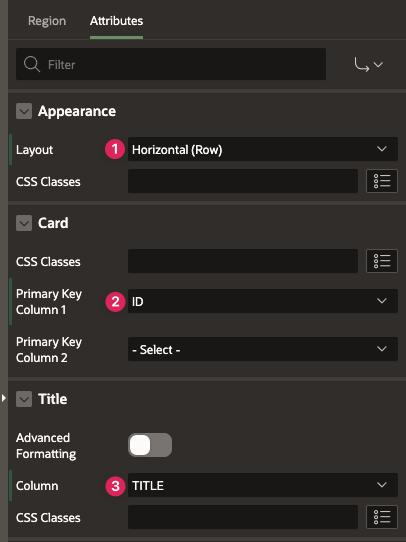 Region Attributes
Filter
Appearance
Layout 1 Horizontal (Row)
CSS Classes
Card
CSS Classes
Primary Key
Column 1 2 ID
Primary Key
Column 2 - Select -
Title
Advanced
Formatting
Column 3 TITLE
CSS Classes